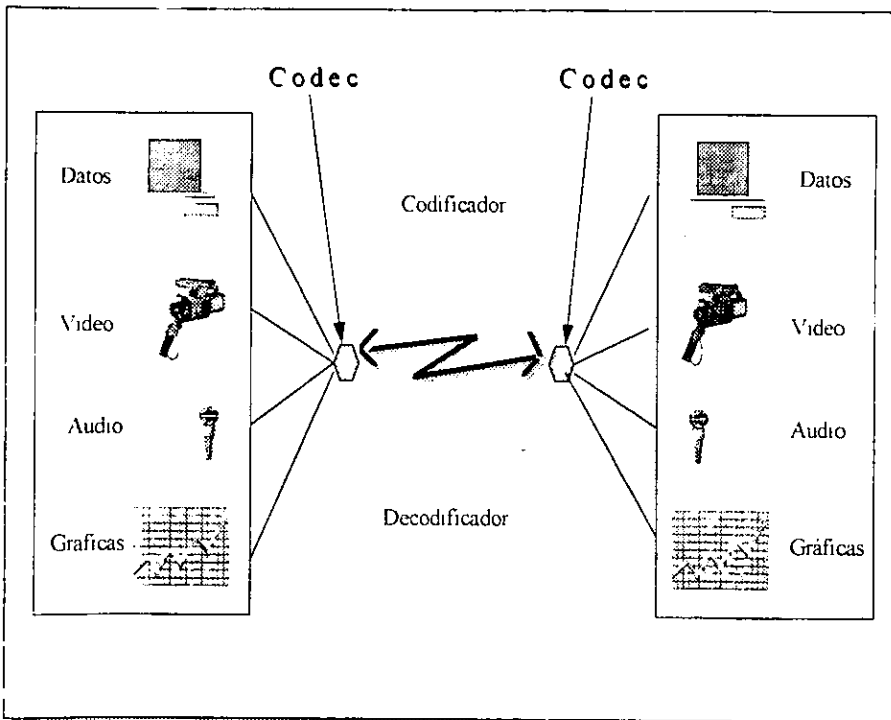 Codec Codec
Datos Datos
Codificador
Video Video
Audio Audio
Decodificador
Graficas Gráficas